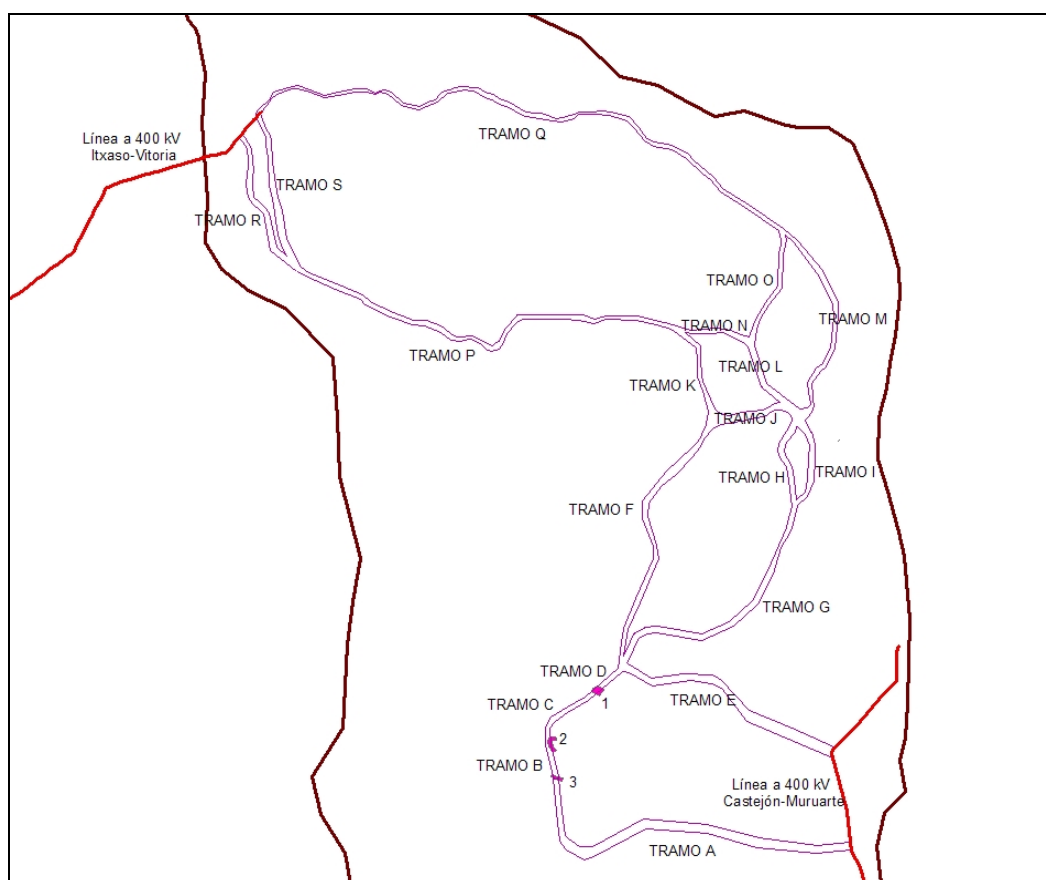 TRAMO Q
Línea a 400 kV
Itxaso-Vitoria
TRAMO S
TRAMO R
TRAMO O
TRAMO M
TRAMO N
TRAMO P
TRAMO L
TRAMO K
TRAMO J
TRAMO H
TRAMO I
TRAMO F
TRAMO G
TRAMO D
TRAMO E
TRAMO C
1
2
TRAMO B
3
Línea a 400 kV
Castejón-Muruarte
TRAMO A